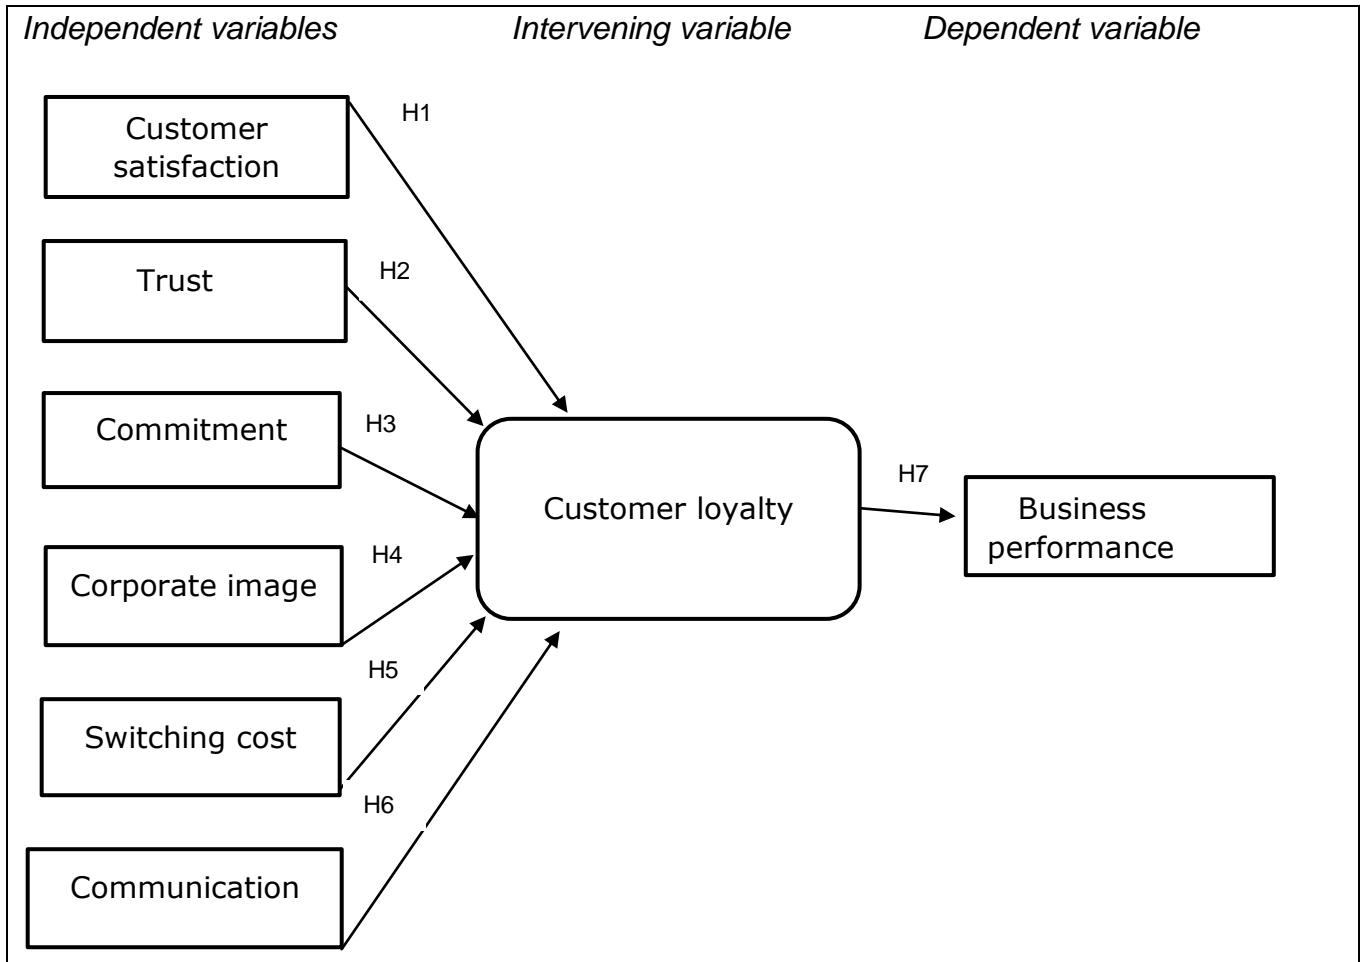 Independent variables
Intervening variable
Dependent variable
Customer
satisfaction
H1
Trust
H2
Commitment
H3
Corporate image
H4
Switching cost
H5
Communication
H6
Customer loyalty
H7
Business
performance